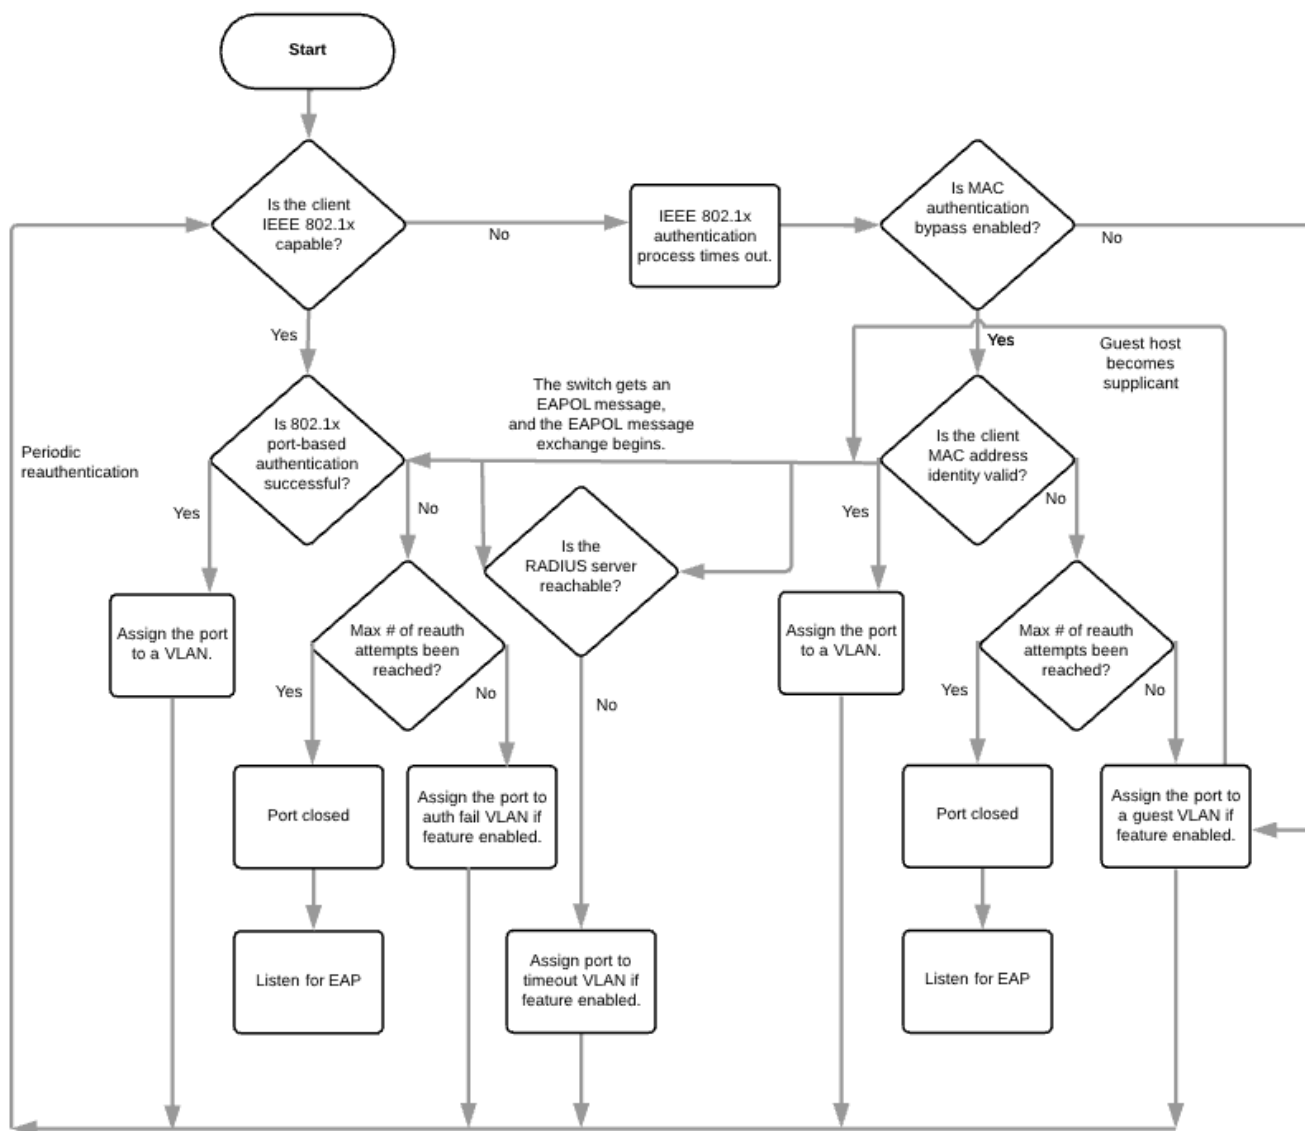 Start
Is the client
IEEE 802.1x
capable?
No
IEEE 802.1x
authentication
process times out.
Is MAC
authentication
bypass enabled?
No
Yes
Yes
Guest host
becomes
supplicant
The switch gets an
EAPOL message,
and the EAPOL message
exchange begins.
Periodic
reauthentication
Is 802.1x
port-based
authentication
successful?
Is the client
MAC address
identity valid?
Yes
No
Yes
No
Is the
RADIUS server
reachable?
Assign the port
to a VLAN.
Max # of reauth
attempts been
reached?
Assign the port
to a VLAN.
Max # of reauth
attempts been
reached?
Yes
No
No
Yes
No
Port closed
Assign the port to
auth fail VLAN if
feature enabled.
Port closed
Assign the port to
a guest VLAN if
feature enabled.
Listen for EAP
Assign port to
timeout VLAN if
feature enabled.
Listen for EAP